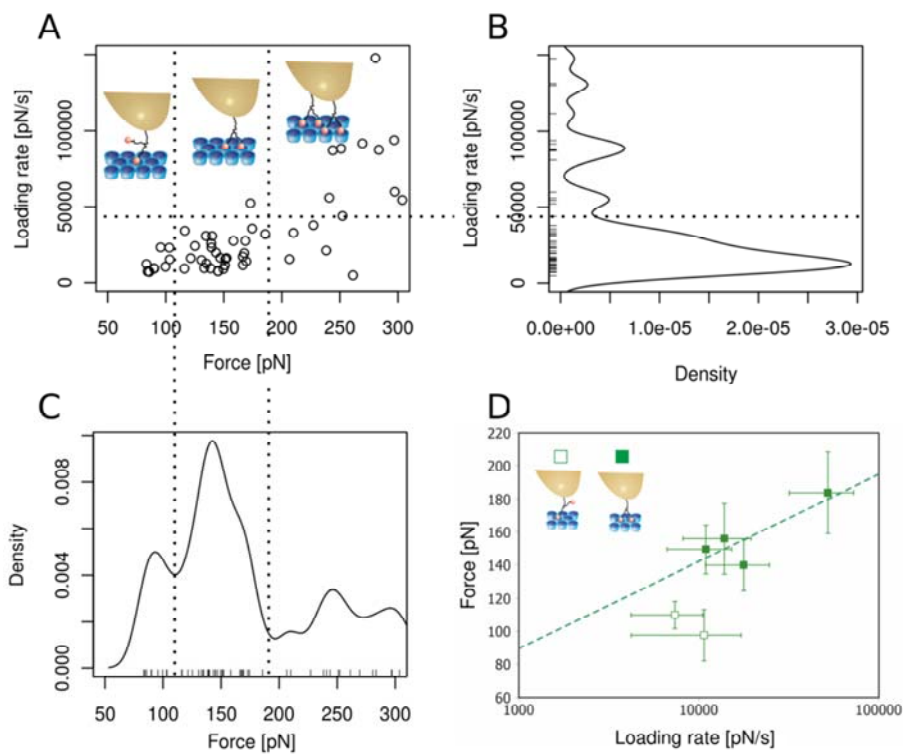 A
Loading rate [pN/s]
0 50000 100000
50 100 150 200 250 300
Force [pN]
B
Loading rate [pN/s]
0 50000 100000
0.0e+00 1.0e-05 2.0e-05 3.0e-05
Density
C
Density
0.000 0.004 0.008
50 100 150 200 250 300
Force [pN]
D
Force [pN]
220
200
180
160
140
120
100
80
60
1000 10000 100000
Loading rate [pN/s]